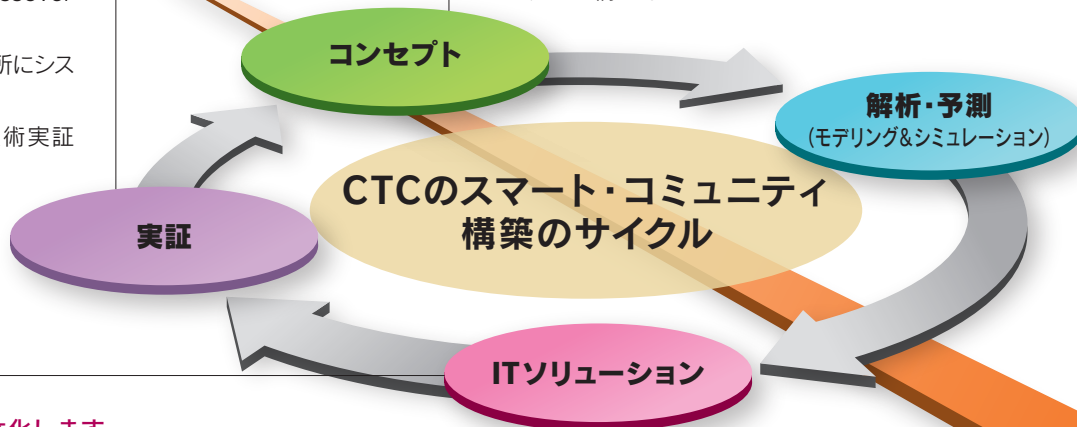 コンセプト
所にシス
解析・予測
(モデリング&シミュレーション)
術実証
CTCのスマート・コミュニティ
構築のサイクル
実証
ITソリューション